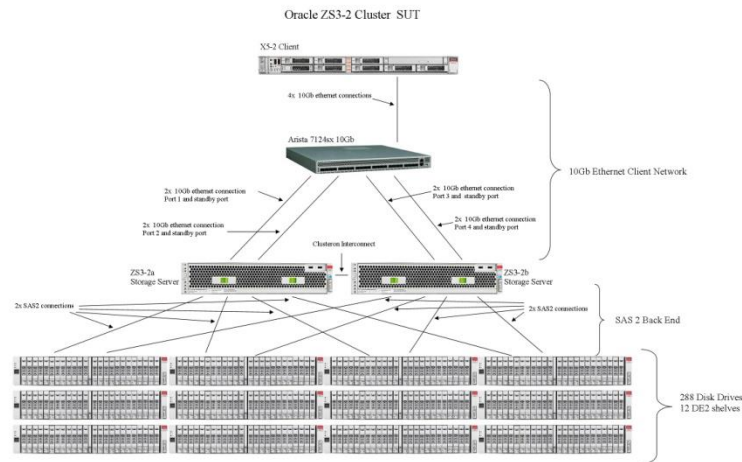 Oracle ZS3-2 Cluster SUT
X5-2 Client
4x 10Gb ethernet connections
Arista 7124sx 10Gb
10Gb Ethernet Client Network
2x 10Gb ethernet connection
Port 1 and standby port
2x 10Gb ethernet connection
Port 3 and standby port
2x 10Gb ethernet connection
Port 2 and standby port
2x 10Gb ethernet connection
Port 4 and standby port
Clustron Interconnect
ZS3-2a
Storage Server
ZS3-2b
Storage Server
2x SAS2 connections
2x SAS2 connections
SAS 2 Back End
288 Disk Drives
12 DE2 shelves